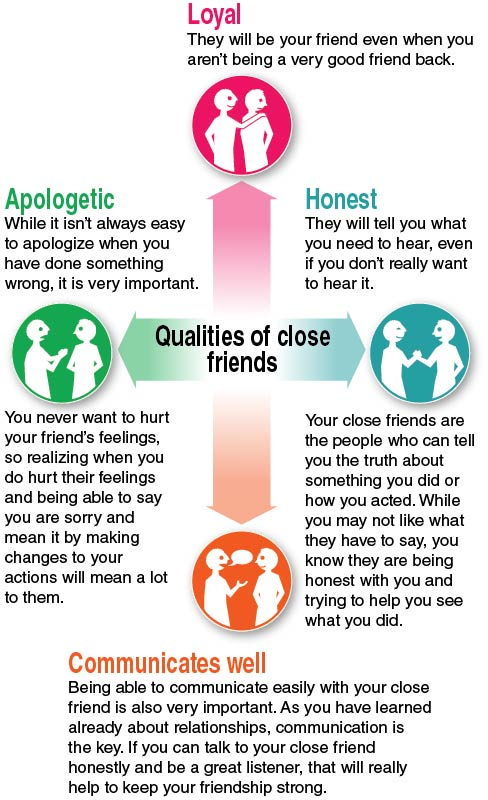 Loyal
They will be your friend even when you
aren't being a very good friend back.
Apologetic
While it isn't always easy
to apologize when you
have done something
wrong, it is very important.
Honest
They will tell you what
you need to hear, even
if you don't really want
to hear it.
Qualities of close
friends
You never want to hurt
your friend's feelings,
so realizing when you
do hurt their feelings
and being able to say
you are sorry and
mean it by making
changes to your
actions will mean a lot
to them.
Your close friends are
the people who can tell
you the truth about
something you did or
how you acted. While
you may not like what
they have to say, you
know they are being
honest with you and
trying to help you see
what you did.
Communicates well
Being able to communicate easily with your close
friend is also very important. As you have learned
already about relationships, communication is
the key. If you can talk to your close friend
honestly and be a great listener, that will really
help to keep your friendship strong.